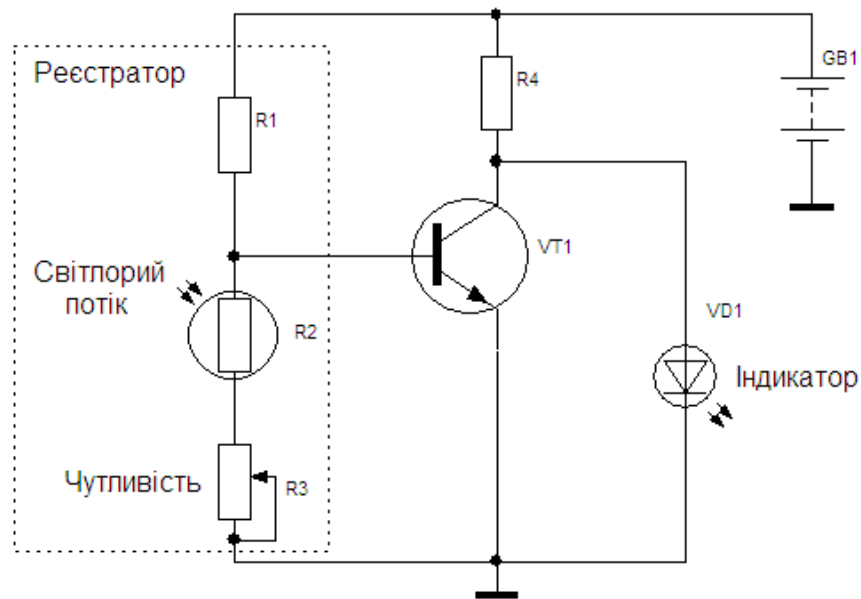 Реєстратор
R1
R4
GB1
Світлорий
потік
R2
VT1
VD1
Індикатор
Чутливість
R3